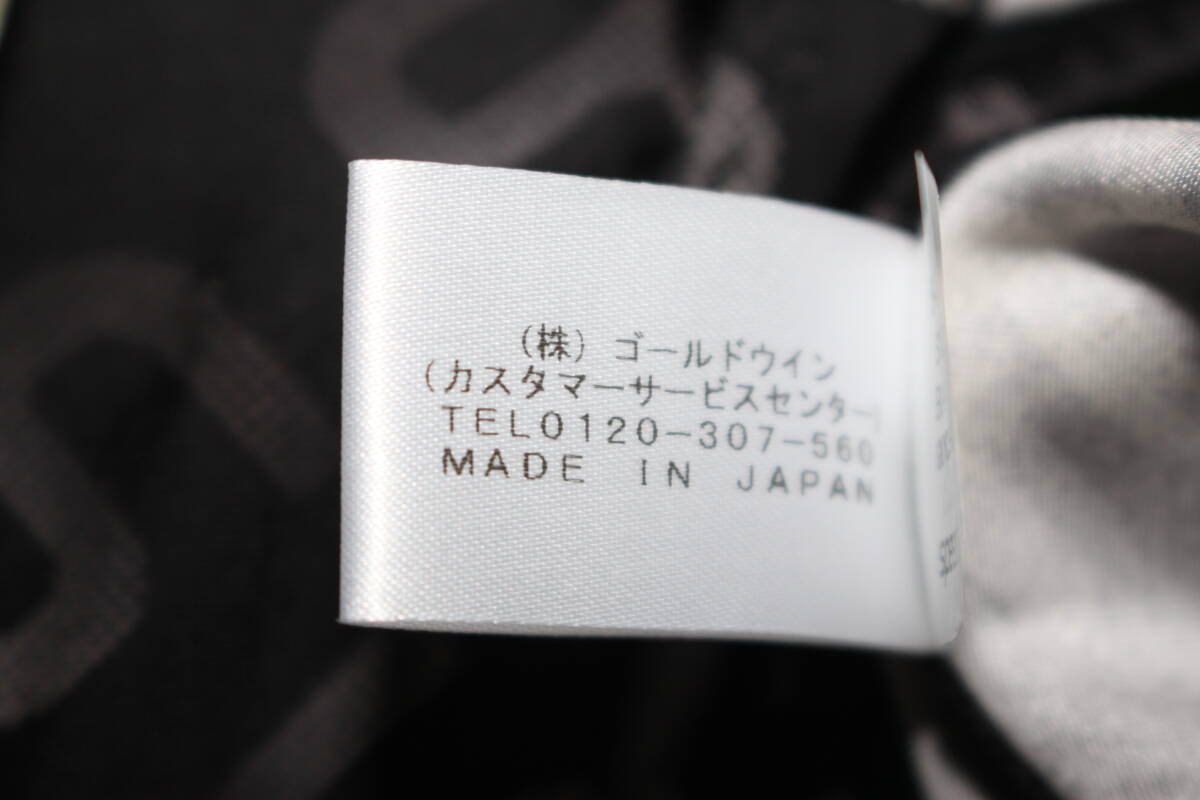 (株) ゴールドウイン
(カスタマーサービスセンター)
TEL0120-307-560
MADE IN JAPAN